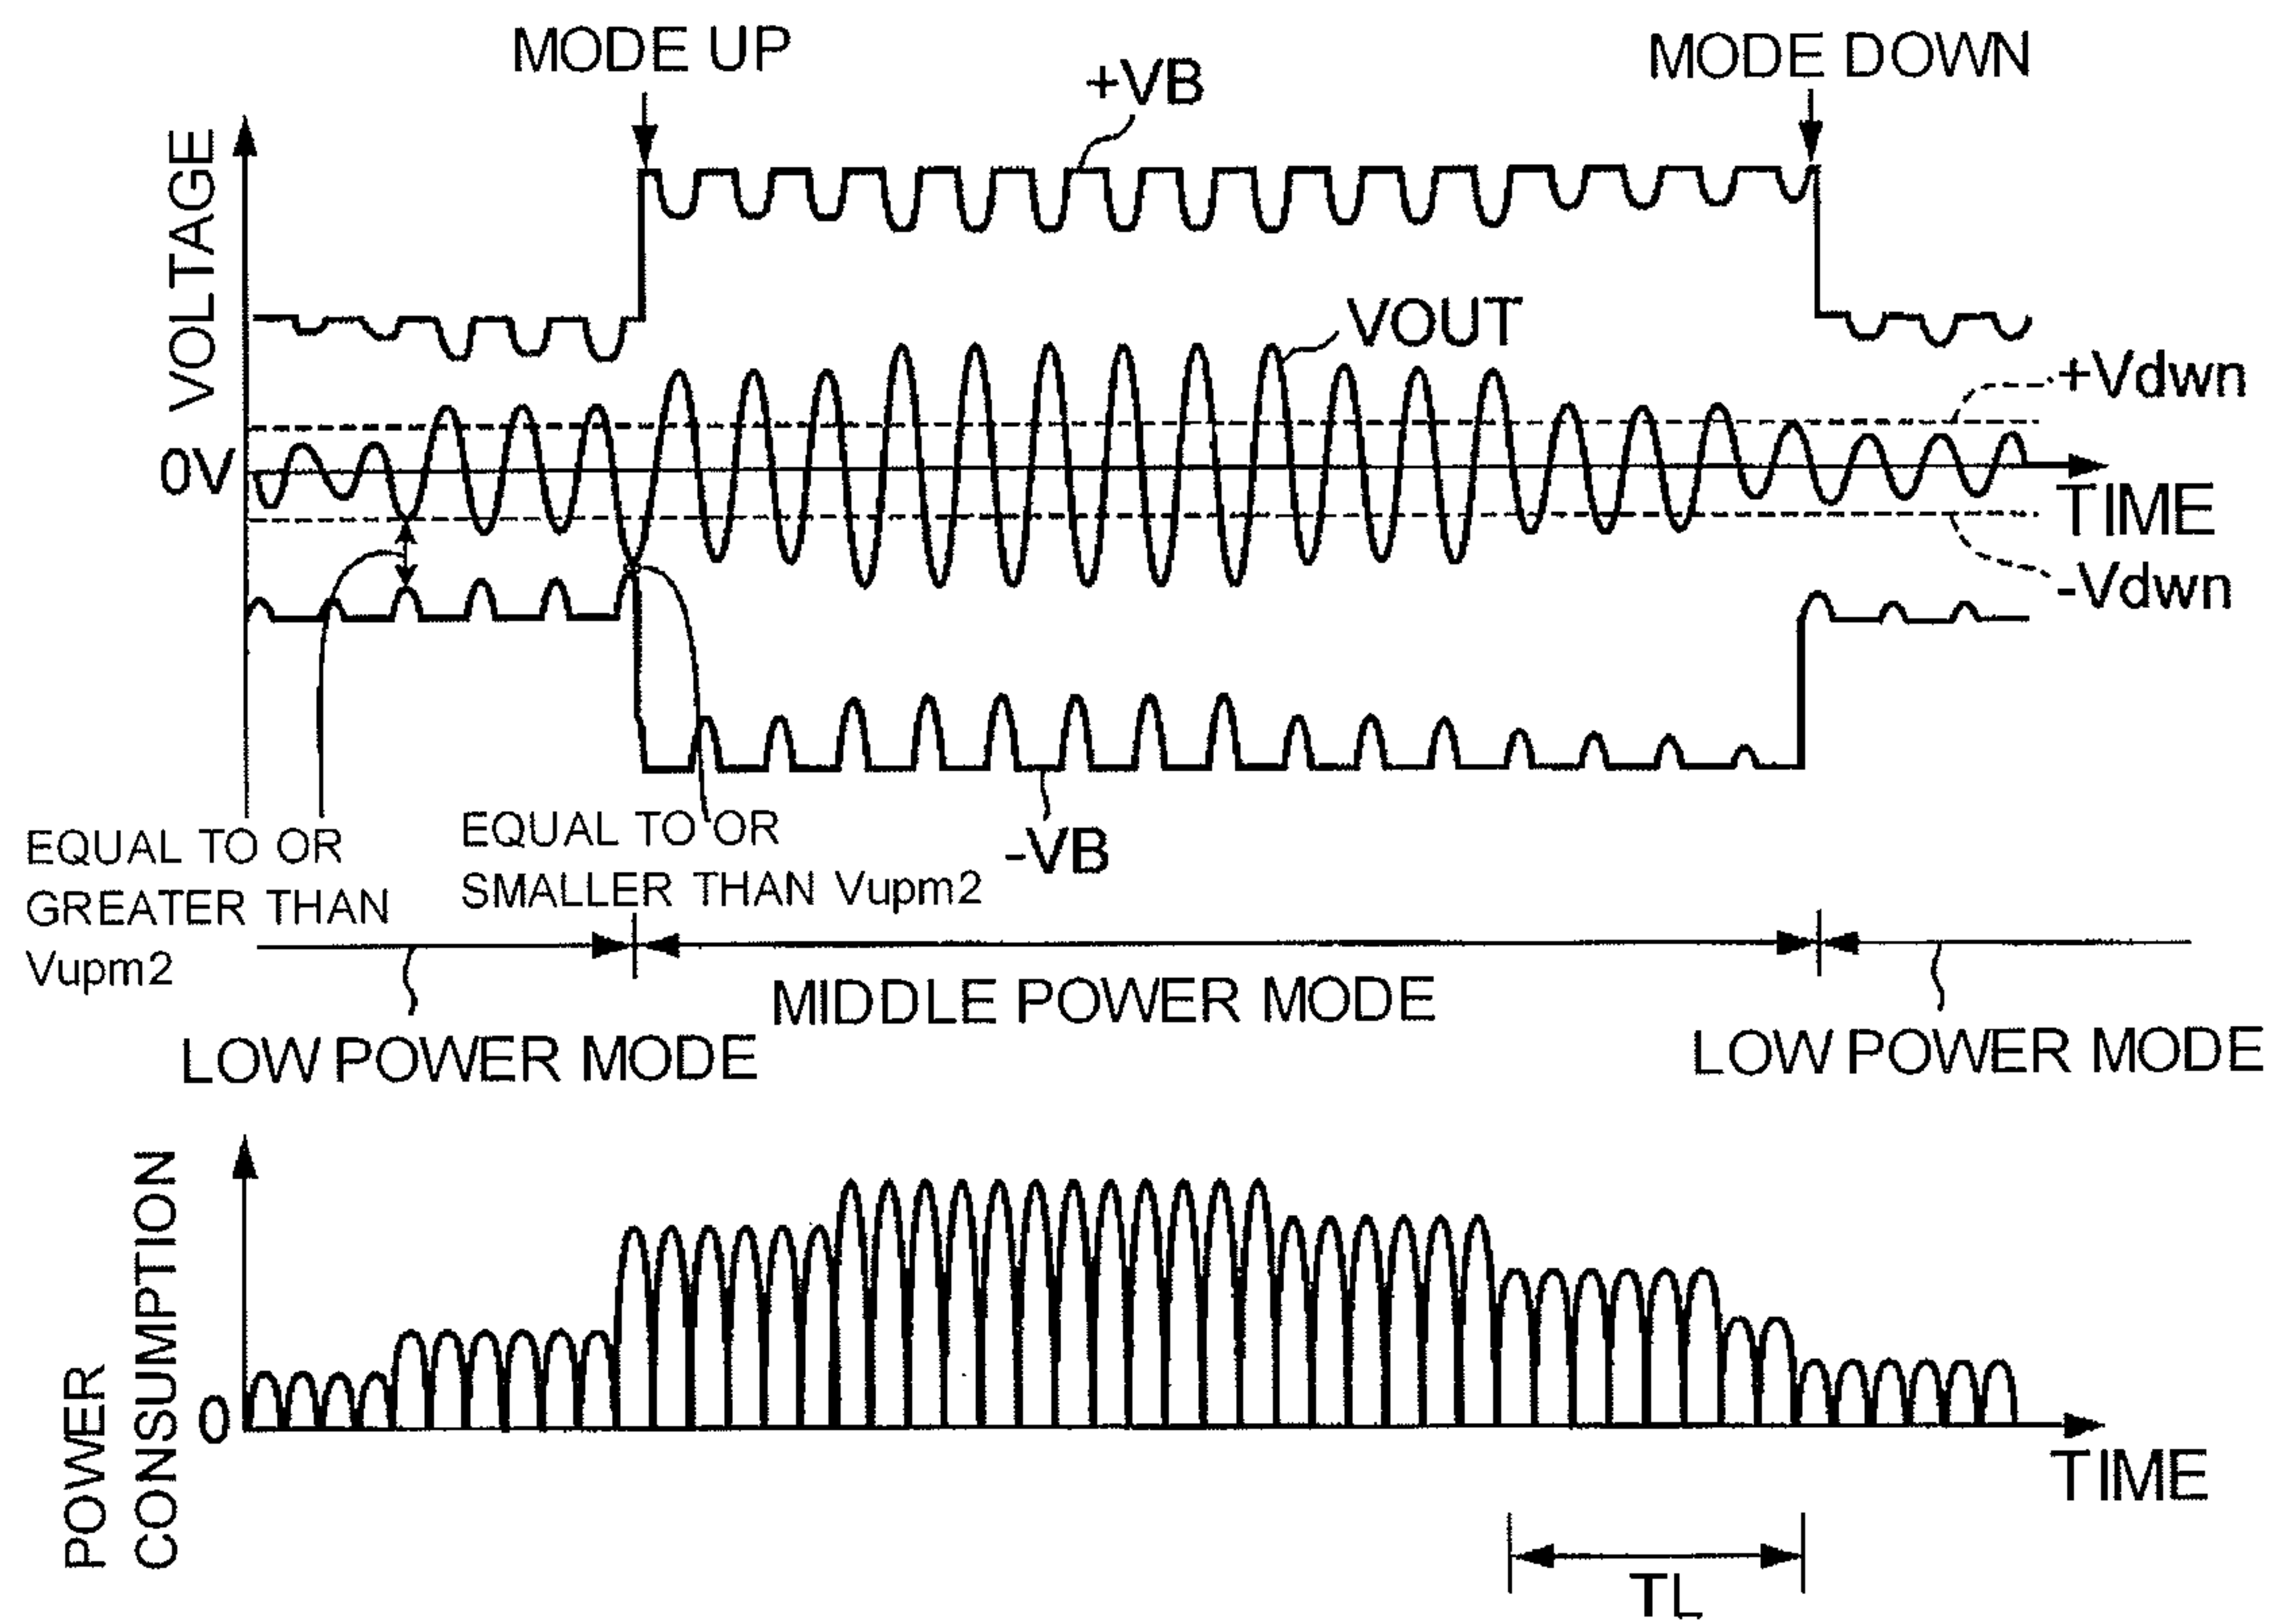 MODE UP
MODE DOWN
+VB
VOLTAGE
VOUT
+Vdwn
0V
TIME
-Vdwn
EQUAL TO OR
GREATER THAN
Vupm2
EQUAL TO OR
SMALLER THAN Vupm2
-VB
MIDDLE POWER MODE
LOW POWER MODE
LOW POWER MODE
POWER
CONSUMPTION
0
TIME
TL